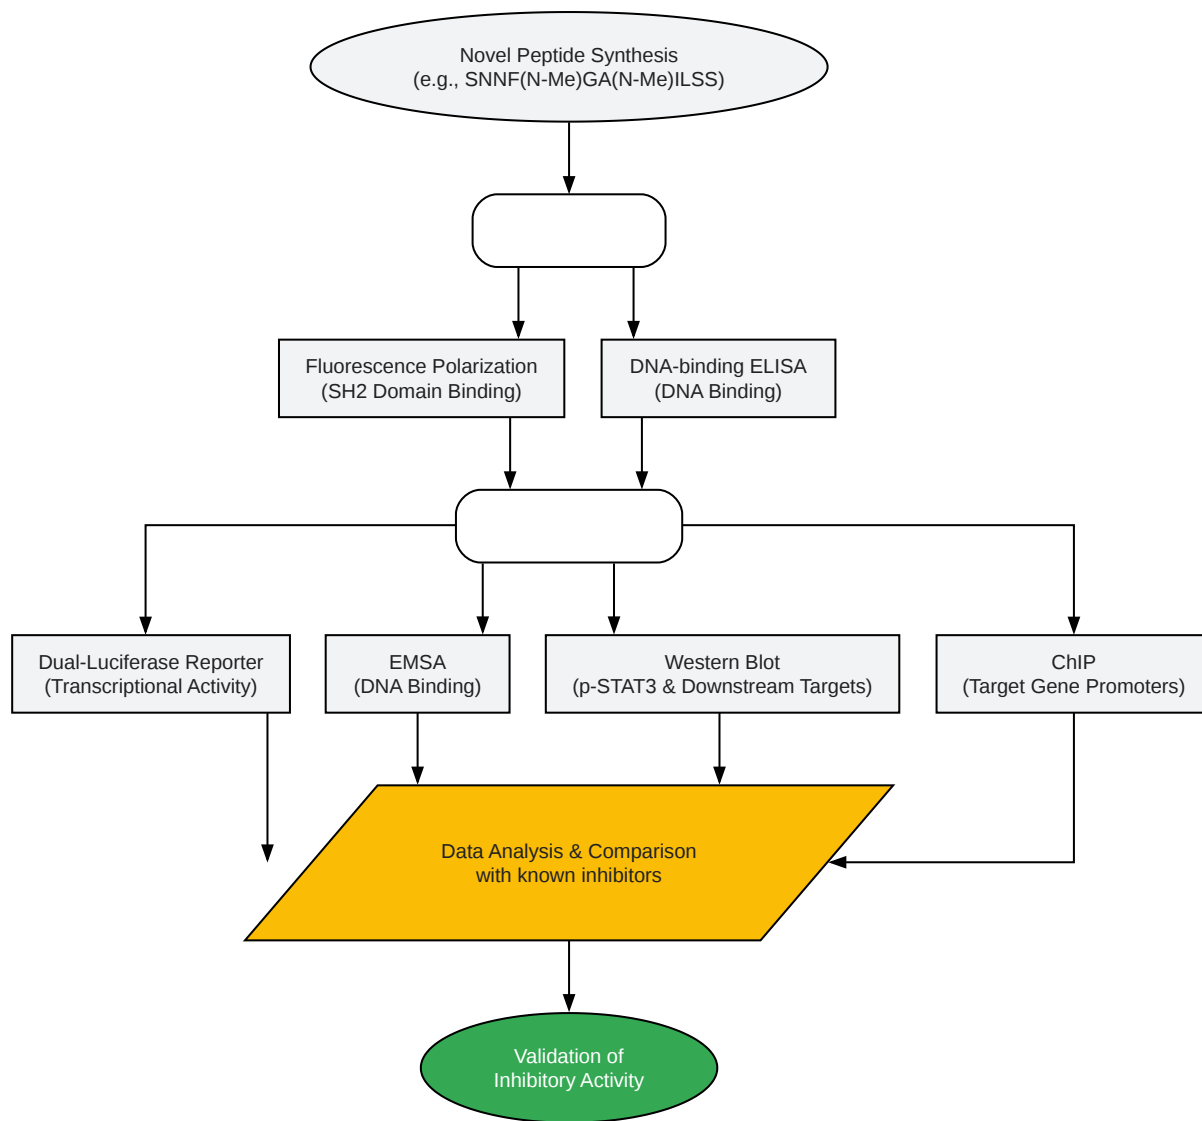 Novel Peptide Synthesis
(e.g., SNNF(N-Me)GA(N-Me)ILSS)
Fluorescence Polarization
(SH2 Domain Binding)
DNA-binding ELISA
(DNA Binding)
Dual-Luciferase Reporter
(Transcriptional Activity)
EMSA
(DNA Binding)
Western Blot
(p-STAT3 & Downstream Targets)
ChIP
(Target Gene Promoters)
Data Analysis & Comparison
with known inhibitors
Validation of
Inhibitory Activity